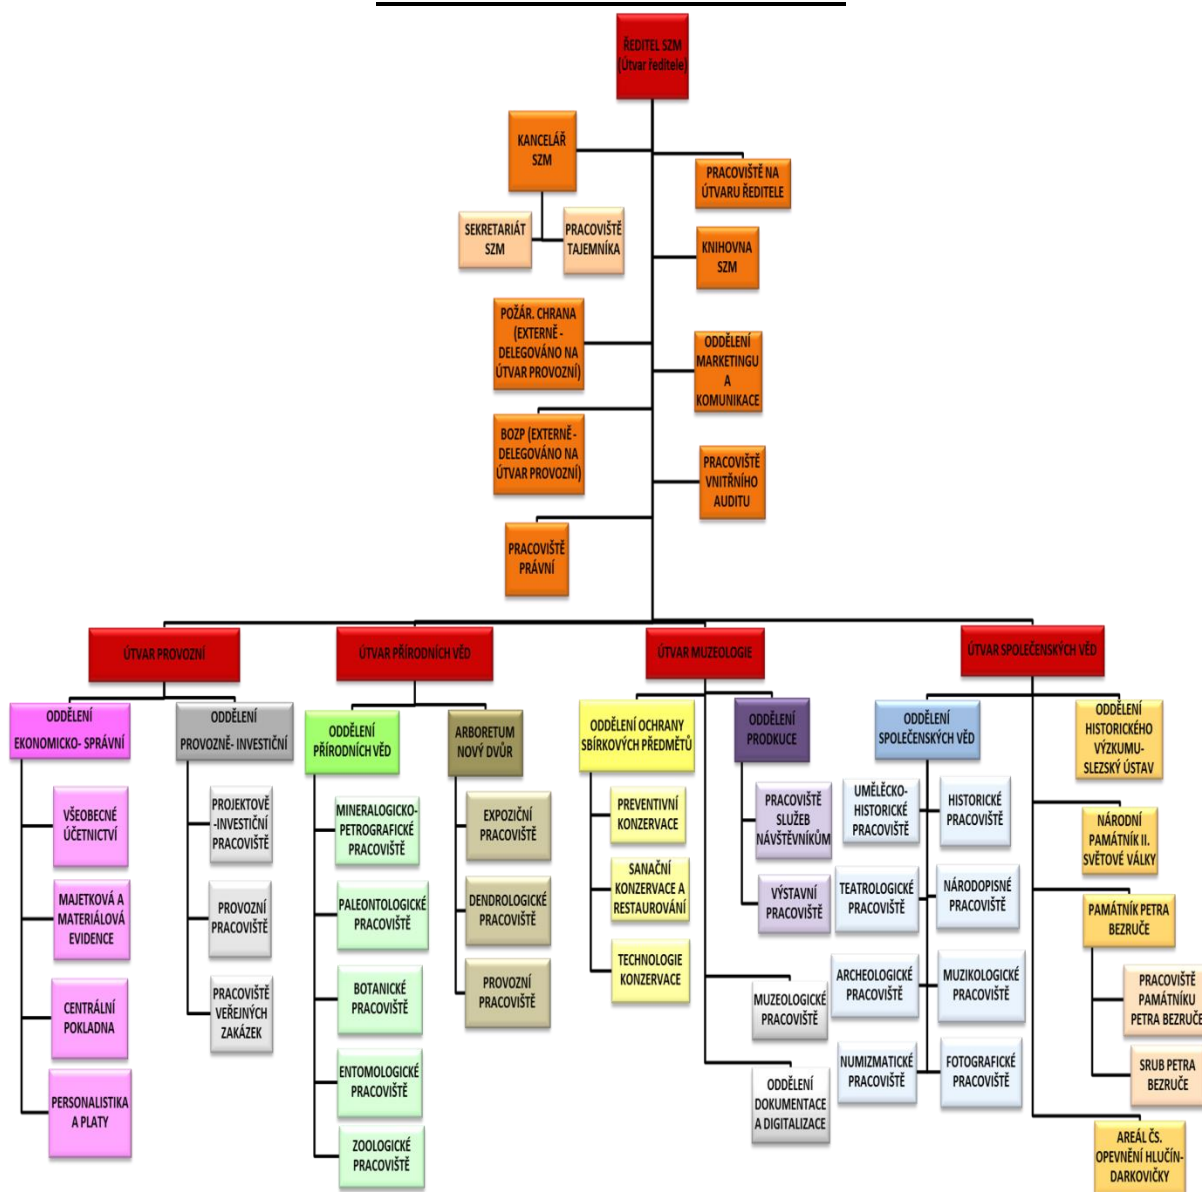 ŘEDITEL SZM
(Útvar ředitele)
KANCELÁŘ
SZM
PRACOVIŠTĚ NA
ÚTVARU ŘEDITELE
SEKRETARIÁT
SZM
PRACOVIŠTĚ
TAJEMNÍKA
KNIHOVNA
SZM
POŽÁR. CHRANA
(EXTERNĚ -
DELEGOVÁNO NA
ÚTVAR PROVOZNÍ)
ODDĚLENÍ
MARKETINGU
A
KOMUNIKACE
BOZP (EXTERNĚ -
DELEGOVÁNO NA
ÚTVAR PROVOZNÍ)
PRACOVIŠTĚ
VNITŘNÍHO
AUDITU
PRACOVIŠTĚ
PRÁVNÍ
ÚTVAR PROVOZNÍ
ÚTVAR PŘÍRODNÍCH VĚD
ÚTVAR MUZEOLOGIE
ÚTVAR SPOLEČENSKÝCH VĚD
ODDĚLENÍ
EKONOMICKO- SPRÁVNÍ
ODDĚLENÍ
PROVOZNĚ- INVESTIČNÍ
ODDĚLENÍ
PŘÍRODNÍCH VĚD
ARBORETUM
NOVÝ DVŮR
ODDĚLENÍ OCHRANY
SBÍRKOVÝCH PŘEDMĚTŮ
ODDĚLENÍ
PRODKUCE
ODDĚLENÍ
SPOLEČENSKÝCH VĚD
ODDĚLENÍ
HISTORICKÉHO
VÝZKUMU-
SLEZSKÝ ÚSTAV
VŠEOBECNÉ
ÚČETNICTVÍ
MAJETKOVÁ A
MATERIÁLOVÁ
EVIDENCE
CENTRÁLNÍ
POKLADNA
PERSONALISTIKA
A PLATY
PROJEKTOVĚ
-INVESTIČNÍ
PRACOVIŠTĚ
PROVOZNÍ
PRACOVIŠTĚ
PRACOVIŠTĚ
VEŘEJNÝCH
ZAKÁZEK
MINERALOGICKO-
PETROGRAFICKÉ
PRACOVIŠTĚ
PALEONTOLOGICKÉ
PRACOVIŠTĚ
BOTANICKÉ
PRACOVIŠTĚ
ENTOMOLOGICKÉ
PRACOVIŠTĚ
ZOOLOGICKÉ
PRACOVIŠTĚ
EXPOZIČNÍ
PRACOVIŠTĚ
DENDROLOGICKÉ
PRACOVIŠTĚ
PROVOZNÍ
PRACOVIŠTĚ
PREVENTIVNÍ
KONZERVACE
SANAČNÍ
KONZERVACE A
RESTAUROVÁNÍ
TECHNOLOGIE
KONZERVACE
PRACOVIŠTĚ
SLUŽEB
NÁVŠTĚVNÍKŮM
VÝSTAVNÍ
PRACOVIŠTĚ
MUZEOLOGICKÉ
PRACOVIŠTĚ
ODDĚLENÍ
DOKUMENTACE
A DIGITALIZACE
UMĚLĚCKO-
HISTORICKÉ
PRACOVIŠTĚ
HISTORICKÉ
PRACOVIŠTĚ
TEATROLOGICKÉ
PRACOVIŠTĚ
NÁRODOPISNÉ
PRACOVIŠTĚ
ARCHEOLOGICKÉ
PRACOVIŠTĚ
MUZIKOLOGICKÉ
PRACOVIŠTĚ
NUMIZMATICKÉ
PRACOVIŠTĚ
FOTOGRAFICKÉ
PRACOVIŠTĚ
NÁRODNÍ
PAMÁTNÍK II.
SVĚTOVÉ VÁLKY
PAMÁTNÍK PETRA
BEZRUČE
PRACOVIŠTĚ
PAMÁTNÍKU
PETRA BEZRUČE
SRUB PETRA
BEZRUČE
AREÁL ČS.
OPEVNĚNÍ HLUČÍN-
DARKOVIČKY